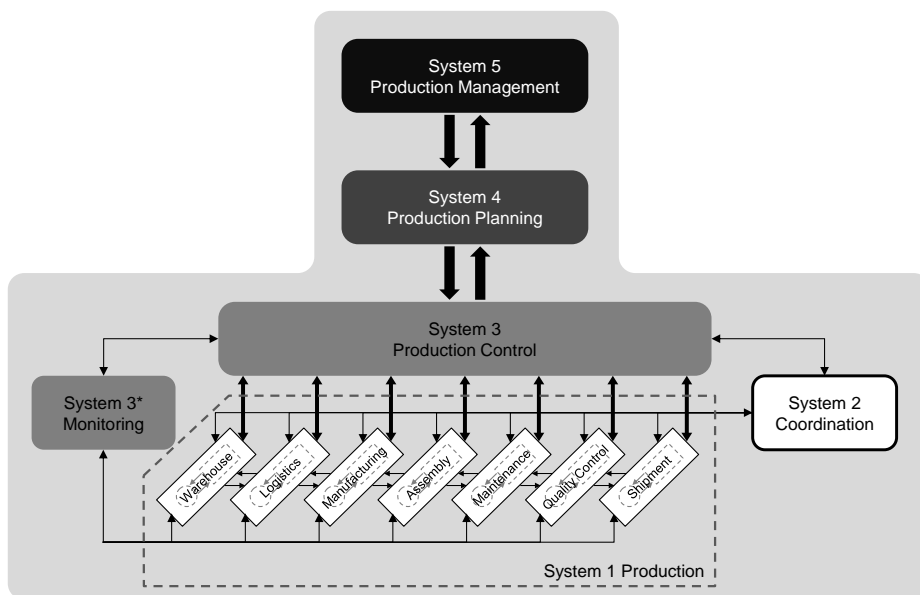 System 5
Production Management
System 4
Production Planning
System 3
Production Control
System 3*
Monitoring
System 2
Coordination
Warehouse
Logistics
Manufacturing
Assembly
Maintenance
Quality Control
Shipment
System 1 Production